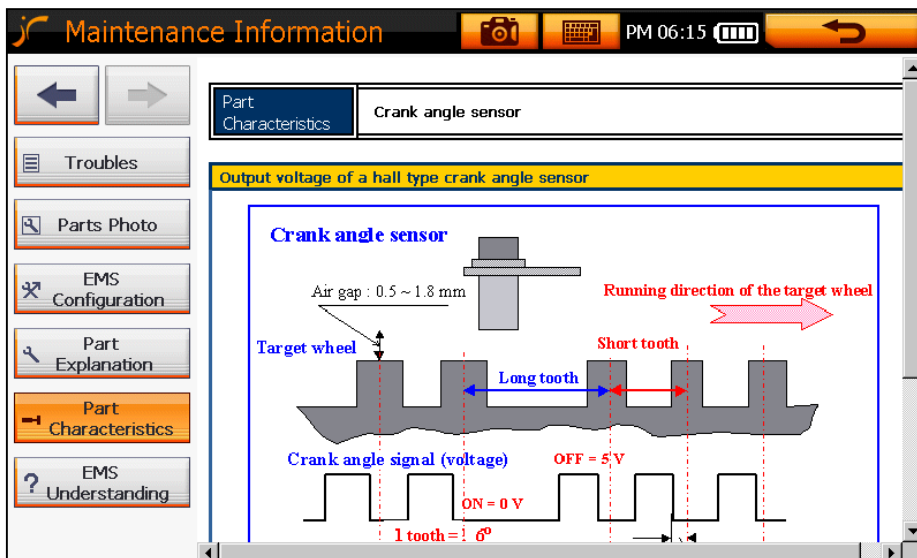 Maintenance Information
PM 06:15
Troubles
Parts Photo
EMS
Configuration
Part
Explanation
Part
Characteristics
EMS
Understanding
Part
Characteristics
Crank angle sensor
Output voltage of a hall type crank angle sensor
Crank angle sensor
Air gap : 0.5 ~ 1.8 mm
Running direction of the target wheel
Target wheel
Short tooth
Long tooth
Crank angle signal (voltage)
OFF = 5 V
ON = 0 V
1 tooth = 6°